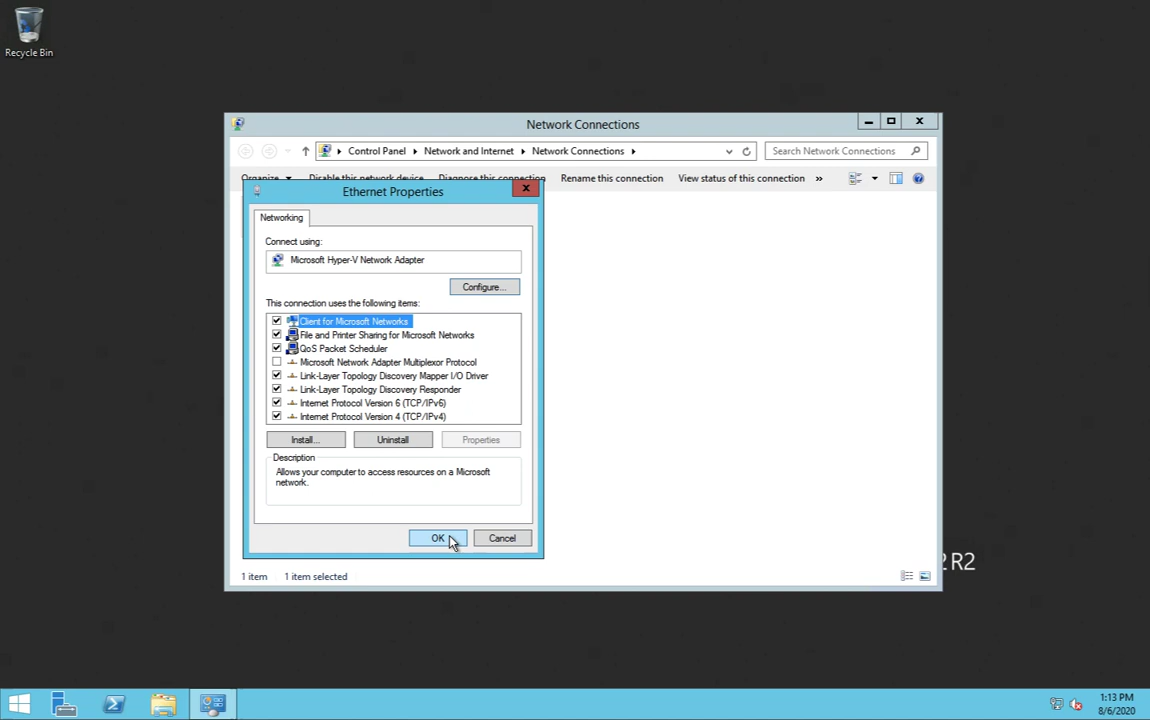 Recycle Bin
Network Connections
Control Panel
Network and Internet
Network Connections
Search Network Connections
Organize
Disable this network device
Diagnose this connection
Rename this connection
View status of this connection
»
Ethernet Properties
Networking
Connect using:
Microsoft Hyper-V Network Adapter
Configure...
This connection uses the following items:
Client for Microsoft Networks
File and Printer Sharing for Microsoft Networks
QoS Packet Scheduler
Microsoft Network Adapter Multiplexor Protocol
Link-Layer Topology Discovery Mapper I/O Driver
Link-Layer Topology Discovery Responder
Internet Protocol Version 6 (TCP/IPv6)
Internet Protocol Version 4 (TCP/IPv4)
Install...
Uninstall
Properties
Description
Allows your computer to access resources on a Microsoft
network.
OK
Cancel
2 R2
1 item
1 item selected
1:13 PM
8/6/2020